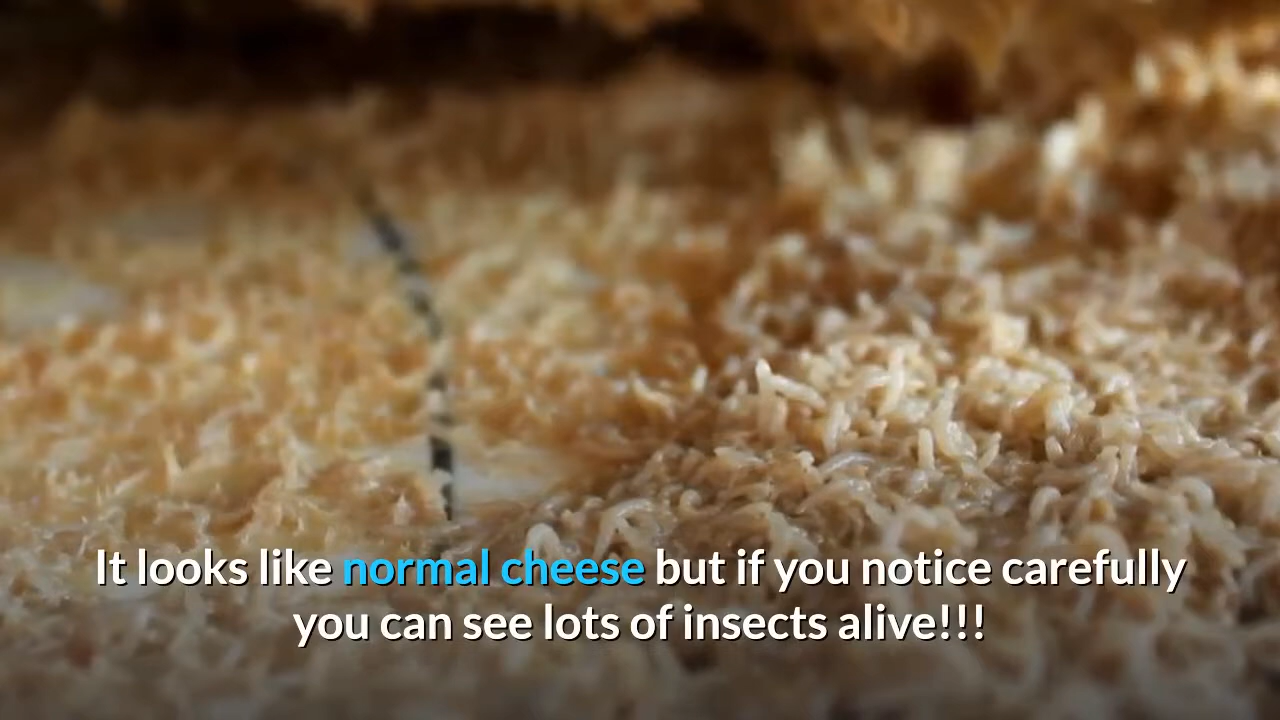 It looks like normal cheese but if you notice carefully
you can see lots of insects alive!!!